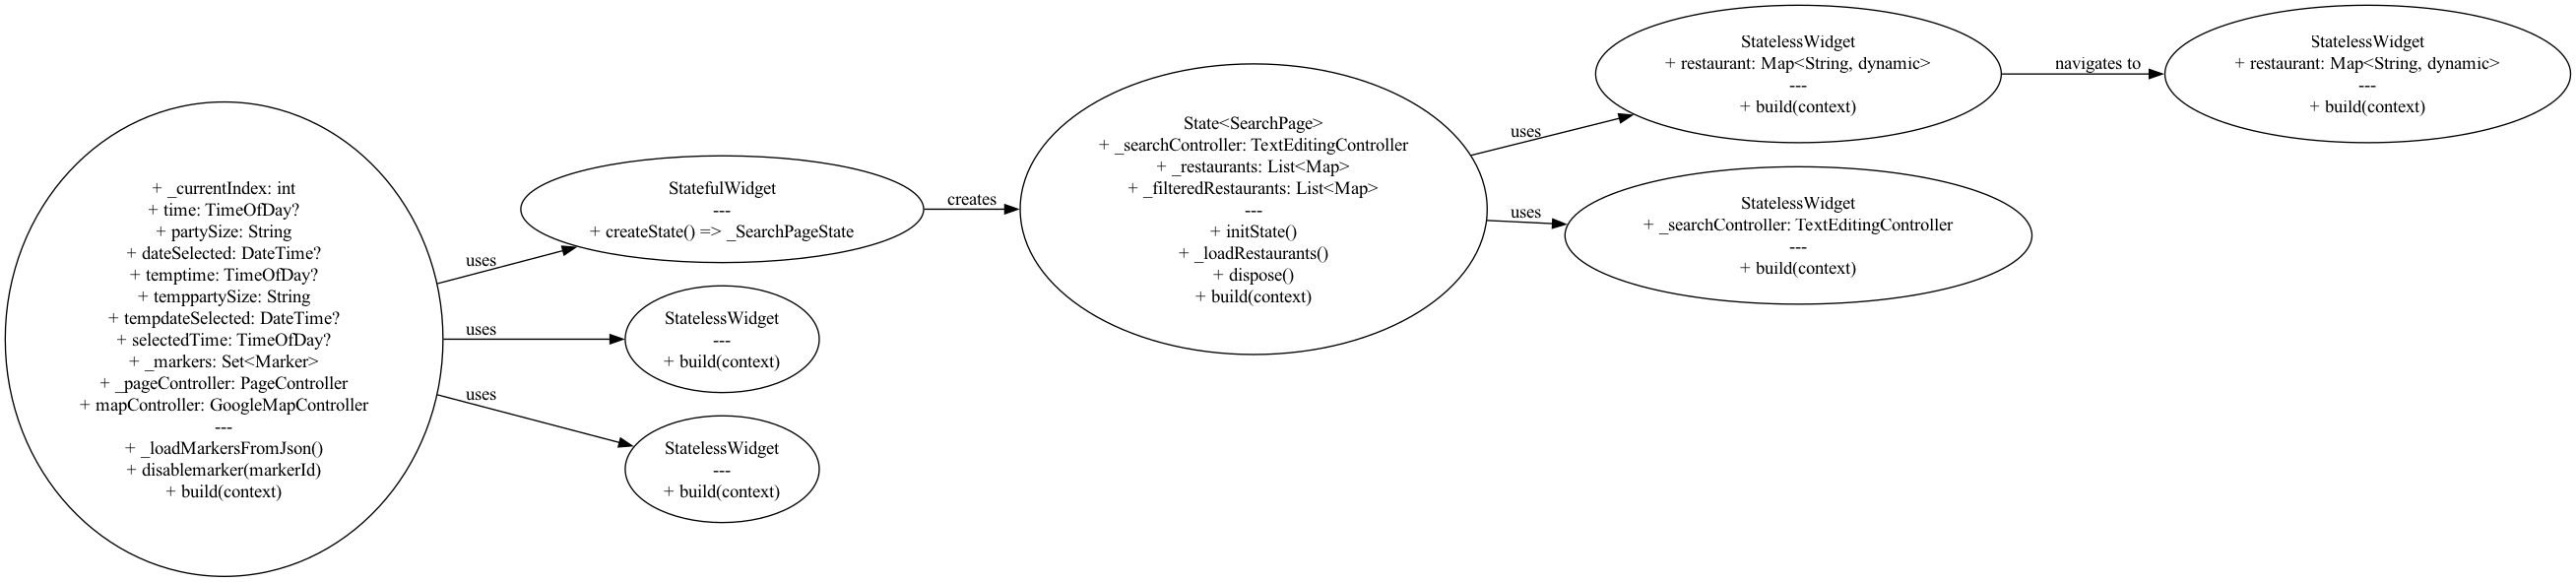 + _currentIndex: int
+ time: TimeOfDay?
+ partySize: String
+ dateSelected: DateTime?
+ temptime: TimeOfDay?
+ temppartySize: String
+ tempdateSelected: DateTime?
+ selectedTime: TimeOfDay?
+ _markers: Set<Marker>
+ _pageController: PageController
+ mapController: GoogleMapController
---
+ _loadMarkersFromJson()
+ disablemarker(markerId)
+ build(context)
uses
uses
uses
StatefulWidget
---
+ createState() => _SearchPageState
StatelessWidget
---
+ build(context)
StatelessWidget
---
+ build(context)
creates
State<SearchPage>
+ _searchController: TextEditingController
+ _restaurants: List<Map>
+ _filteredRestaurants: List<Map>
---
+ initState()
+ _loadRestaurants()
+ dispose()
+ build(context)
uses
uses
StatelessWidget
+ restaurant: Map<String, dynamic>
---
+ build(context)
StatelessWidget
+ _searchController: TextEditingController
---
+ build(context)
navigates to
StatelessWidget
+ restaurant: Map<String, dynamic>
---
+ build(context)